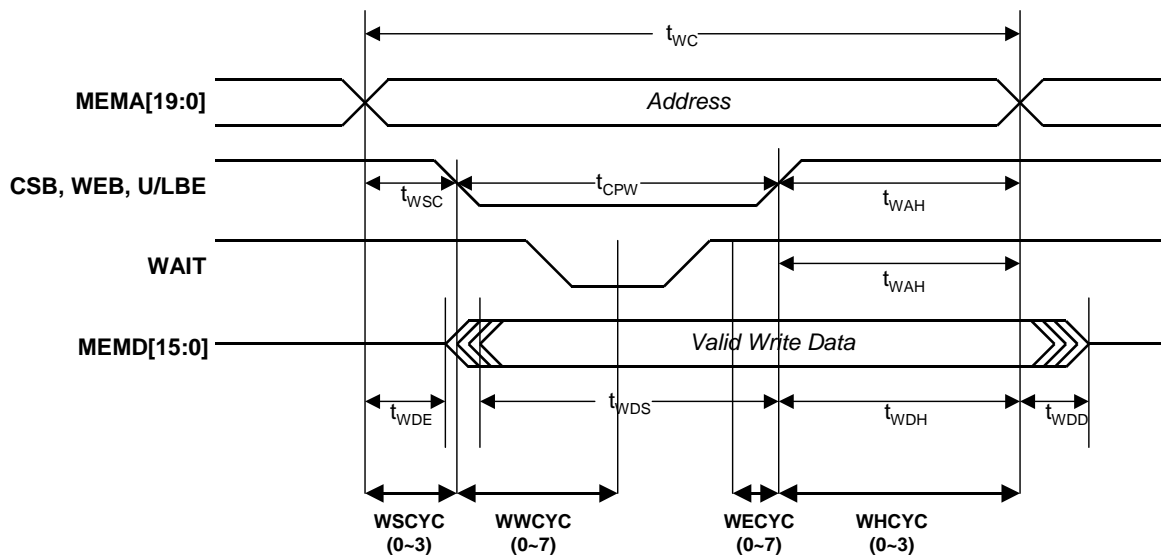 tWC
MEMA[19:0]
Address
CSB, WEB, U/LBE
tWSC
tCPW
tWAH
WAIT
tWAH
MEMD[15:0]
Valid Write Data
tWDE
tWDS
tWDH
tWDD
WSCYC
(0~3)
WWCYC
(0~7)
WECYC
(0~7)
WHCYC
(0~3)